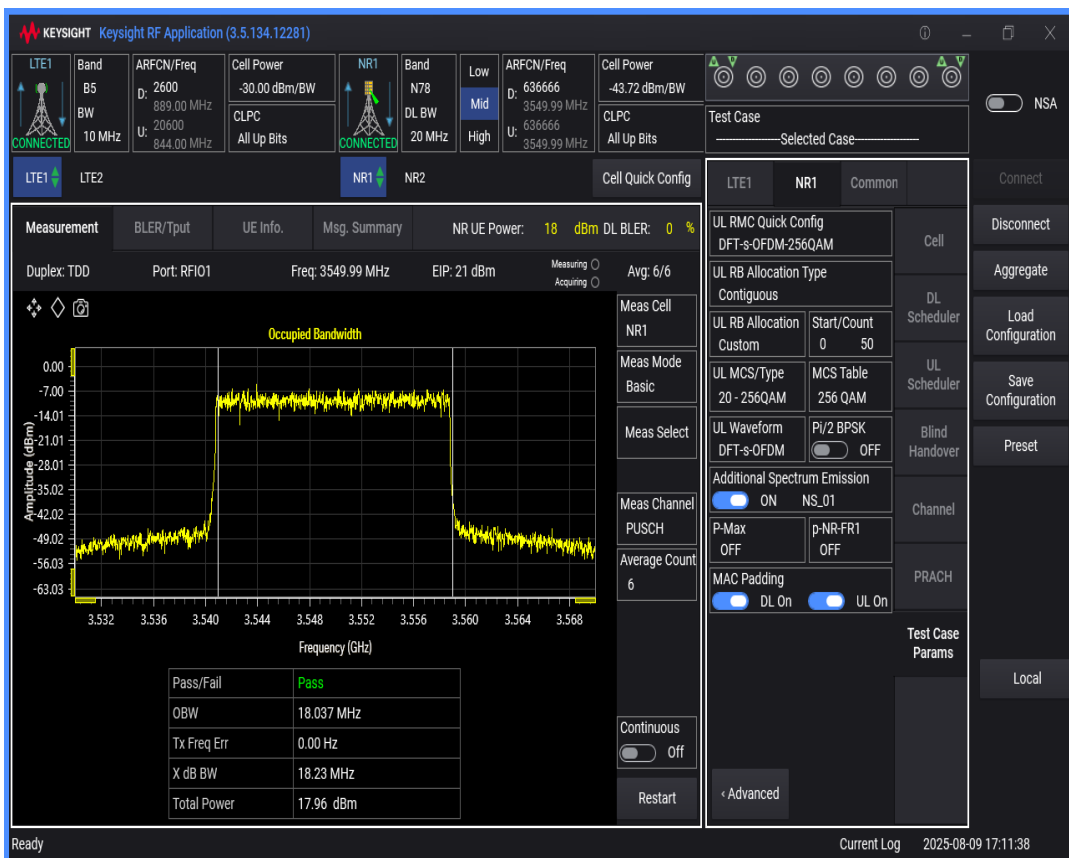 KEYSIGHT Keysight RF Application (3.5.134.12281)
LTE1 Band ARFCN/Freq Cell Power NR1 Band Low ARFCN/Freq Cell Power
B5 D: 2600 -30.00 dBm/BW N78 D: 636666 -43.72 dBm/BW
889.00 MHz Mid 3549.99 MHz NSA
BW CLPC DL BW CLPC Test Case
CONNECTED 10 MHz U: 20600 All Up Bits CONNECTED 20 MHz High U: 636666 All Up Bits ------------------Selected Case---------------
844.00 MHz 3549.99 MHz
LTE1 LTE2 NR1 NR2 Cell Quick Config
Measurement BLER/Tput UE Info. Msg. Summary NR UE Power: 18 dBm DL BLER: 0 %
Duplex: TDD Port: RFIO1 Freq: 3549.99 MHz EIP: 21 dBm Measuring Avg: 6/6
Acquiring
Occupied Bandwidth
Amplitude (dBm)
0.00
-7.00
-14.01
-21.01
-28.01
-35.02
-42.02
-49.02
-56.03
-63.03
3.532 3.536 3.540 3.544 3.548 3.552 3.556 3.560 3.564 3.568
Frequency (GHz)
Pass/Fail Pass
OBW 18.037 MHz
Tx Freq Err 0.00 Hz
X dB BW 18.23 MHz
Total Power 17.96 dBm
Meas Cell
NR1
Meas Mode
Basic
Meas Select
Meas Channel
PUSCH
Average Count
6
Continuous
Off
Restart
LTE1 NR1 Common
UL RMC Quick Config
DFT-s-OFDM-256QAM
UL RB Allocation Type
Contiguous
UL RB Allocation Start/Count
Custom 0 50
UL MCS/Type MCS Table
20 - 256QAM 256 QAM
UL Waveform Pi/2 BPSK
DFT-s-OFDM OFF
Additional Spectrum Emission
ON NS_01
P-Max p-NR-FR1
OFF OFF
MAC Padding
DL On UL On
‹ Advanced
Cell
DL
Scheduler
UL
Scheduler
Blind
Handover
Channel
PRACH
Test Case
Params
Connect
Disconnect
Aggregate
Load
Configuration
Save
Configuration
Preset
Local
Ready Current Log 2025-08-09 17:11:38